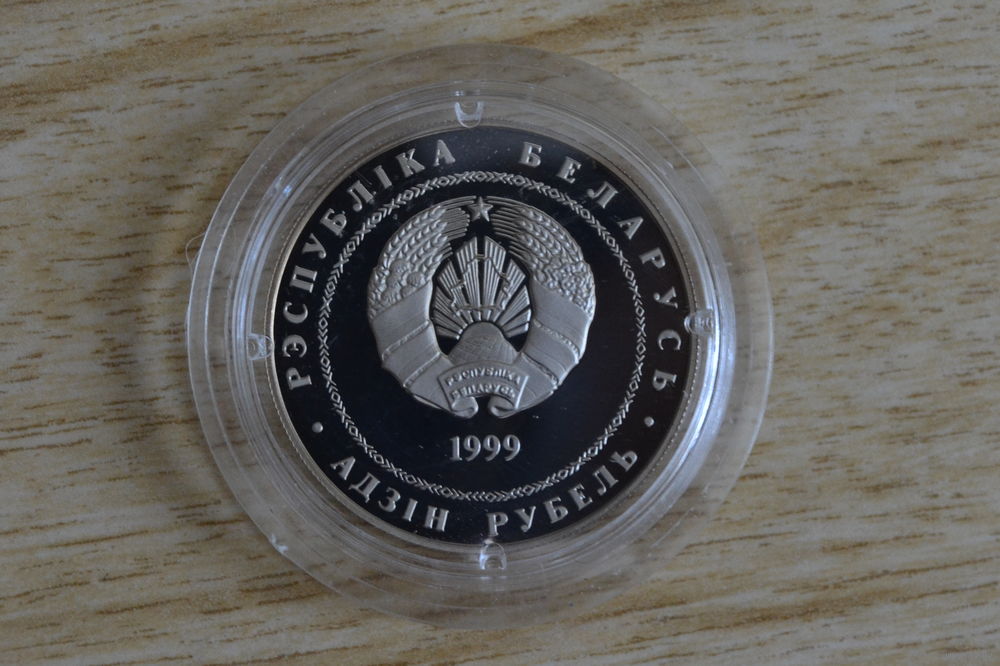 РЭСПУБЛІКА БЕЛАРУСЬ
РЭСПУБЛІКА
БЕЛАРУСЬ
1999
• АДЗІН РУБЕЛЬ •